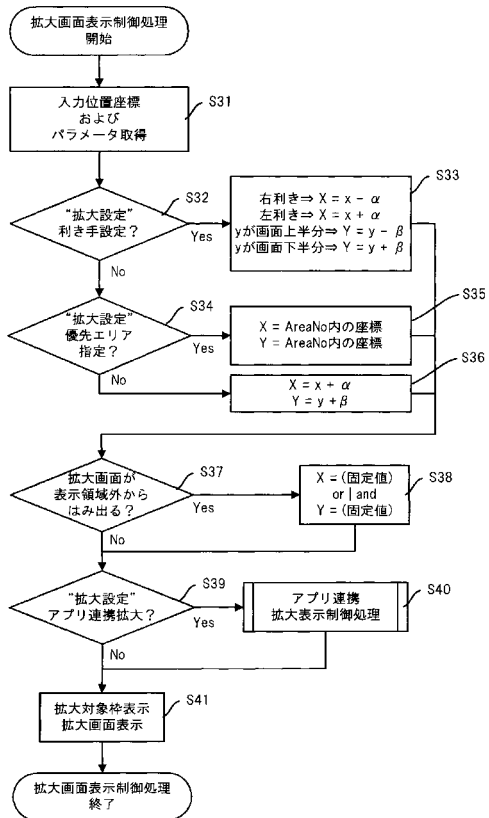 拡大画面表示制御処理
開始
入力位置座標
および
パラメータ取得
S31
"拡大設定"
利き手設定?
S32
Yes
No
S33
右利き⇒ X = x - α
左利き⇒ X = x + α
yが画面上半分⇒ Y = y - β
yが画面下半分⇒ Y = y + β
"拡大設定"
優先エリア
指定?
S34
Yes
No
S35
X = AreaNo内の座標
Y = AreaNo内の座標
S36
X = x + α
Y = y + β
拡大画面が
表示領域外から
はみ出る?
S37
Yes
No
X = (固定値)
or | and
Y = (固定値)
S38
"拡大設定"
アプリ連携拡大?
S39
Yes
No
アプリ連携
拡大表示制御処理
S40
拡大対象枠表示
拡大画面表示
S41
拡大画面表示制御処理
終了